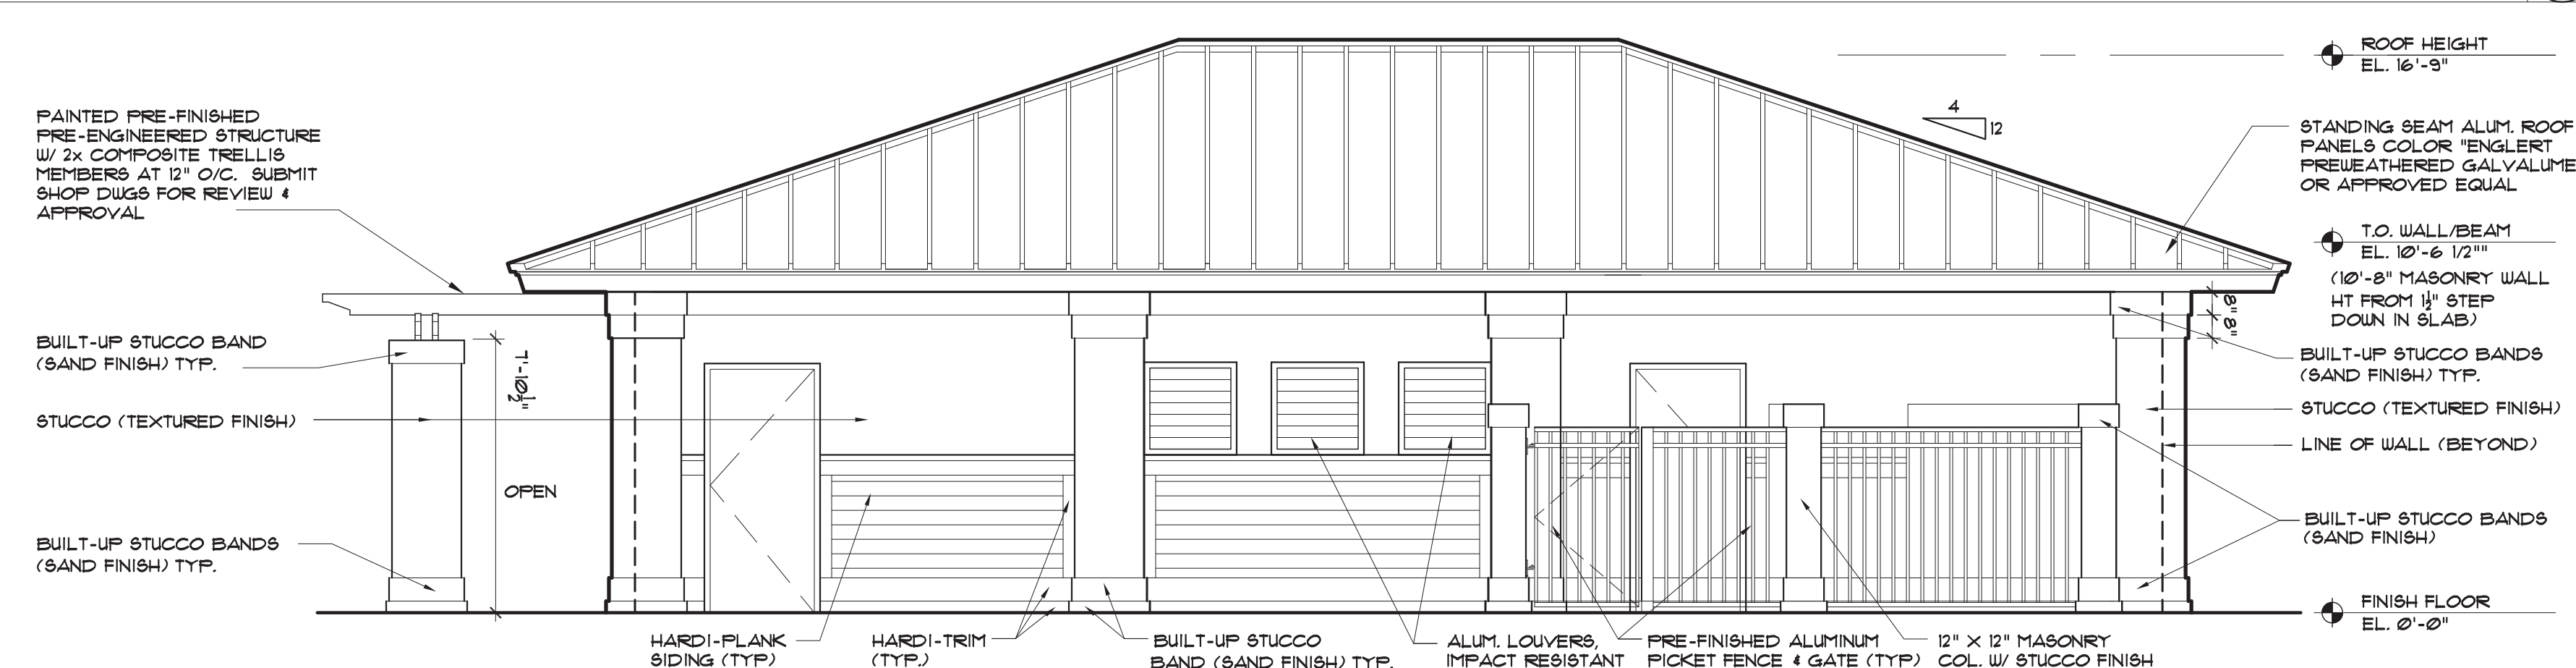 ROOF HEIGHT
EL. 16'-9"
4
12
PAINTED PRE-FINISHED
PRE-ENGINEERED STRUCTURE
W/ 2x COMPOSITE TRELLIS
MEMBERS AT 12" O/C.  SUBMIT
SHOP DWGS FOR REVIEW &
APPROVAL
STANDING SEAM ALUM. ROOF
PANELS COLOR "ENGLERT
PREWEATHERED GALVALUME
OR APPROVED EQUAL
T.O. WALL/BEAM
EL. 10'-6 1/2""
(10'-8" MASONRY WALL
HT FROM 1½" STEP
DOWN IN SLAB)
8" 8"
BUILT-UP STUCCO BAND
(SAND FINISH) TYP.
7'-10½"
BUILT-UP STUCCO BANDS
(SAND FINISH) TYP.
STUCCO (TEXTURED FINISH)
STUCCO (TEXTURED FINISH)
LINE OF WALL (BEYOND)
OPEN
BUILT-UP STUCCO BANDS
(SAND FINISH) TYP.
BUILT-UP STUCCO BANDS
(SAND FINISH)
FINISH FLOOR
EL. 0'-0"
HARDI-PLANK
SIDING (TYP)
HARDI-TRIM
(TYP.)
BUILT-UP STUCCO
BAND (SAND FINISH) TYP.
ALUM. LOUVERS,
IMPACT RESISTANT
PRE-FINISHED ALUMINUM
PICKET FENCE & GATE (TYP)
12" X 12" MASONRY
COL. W/ STUCCO FINISH